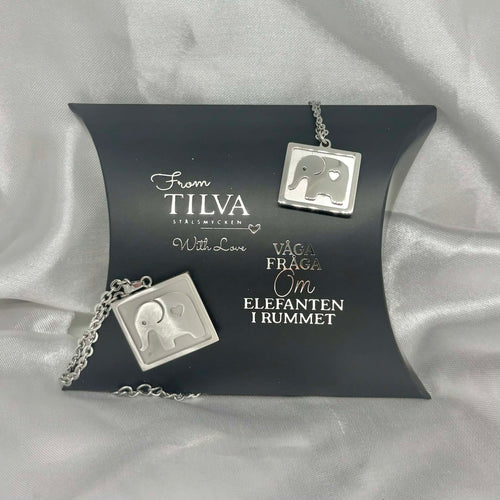 From
TILVA
STÅLSMYCKEN
With Love
VÅGA
FRÅGA
Om
ELEFANTEN
I RUMMET